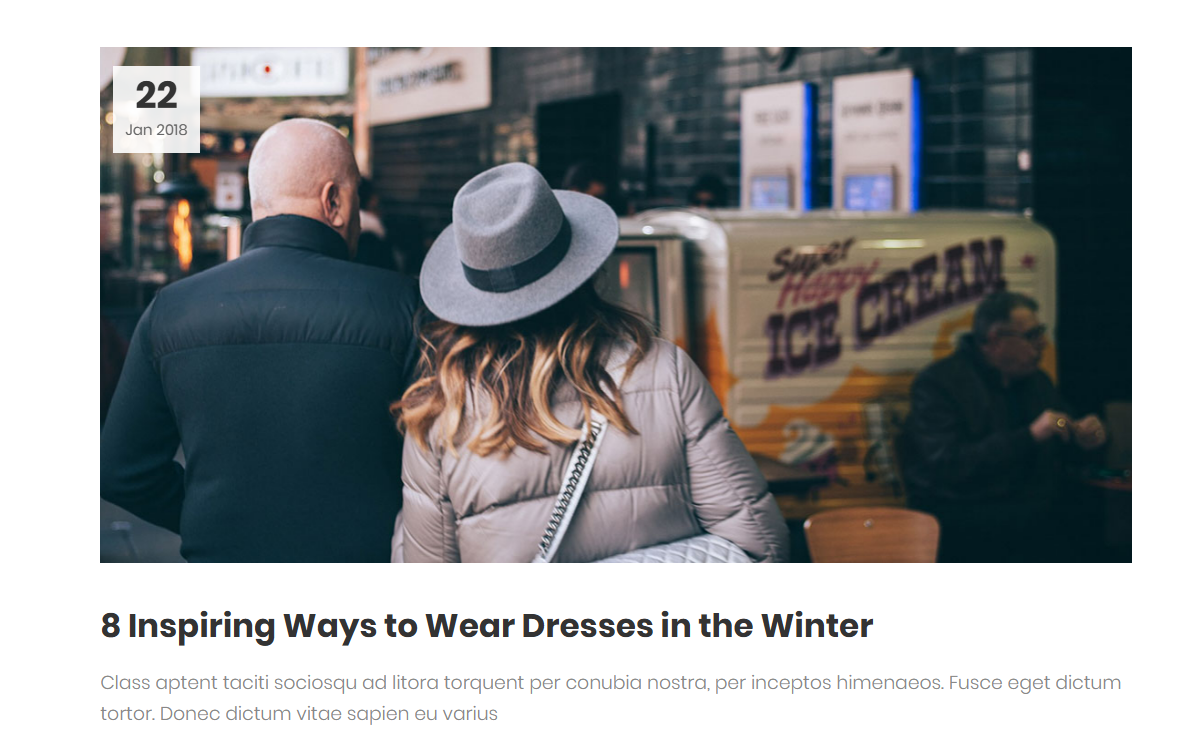 22
Jan 2018
Super
Happy
ICE CREAM
8 Inspiring Ways to Wear Dresses in the Winter
Class aptent taciti sociosqu ad litora torquent per conubia nostra, per inceptos himenaeos. Fusce eget dictum
tortor. Donec dictum vitae sapien eu varius